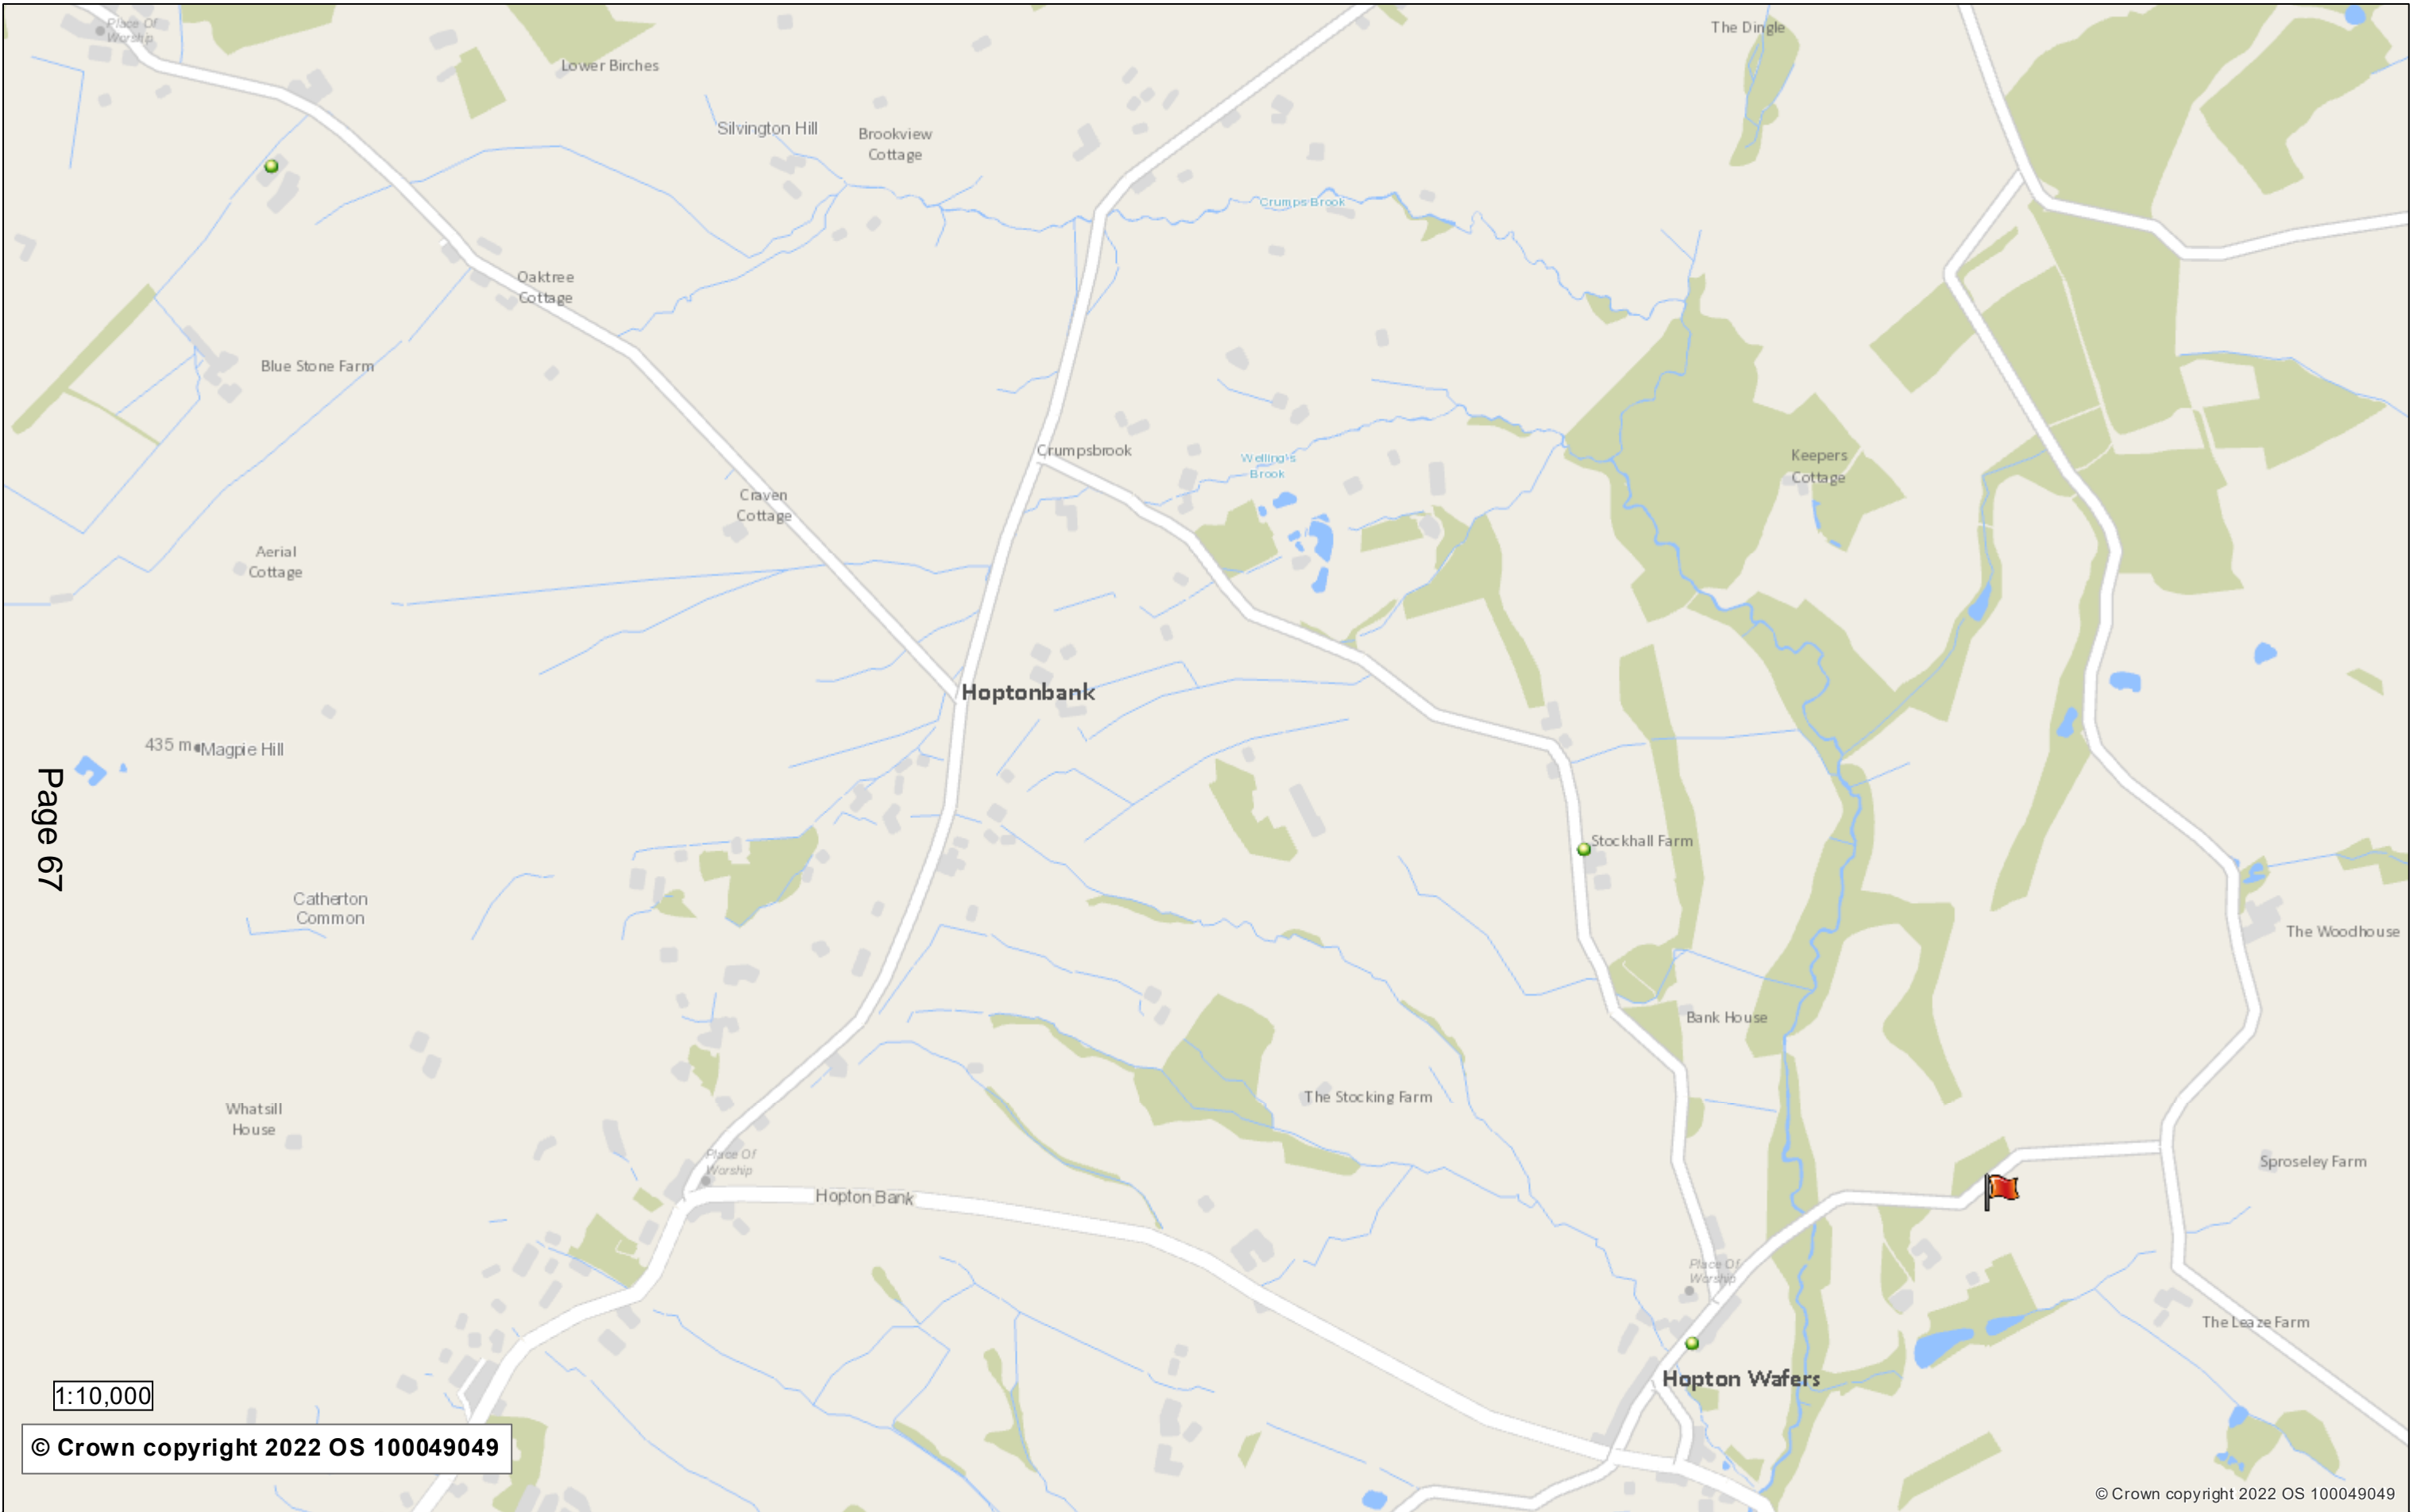 Place Of
Worship
The Dingle
Lower Birches
Silvington Hill
Brookview
Cottage
Crumps Brook
Oaktree
Cottage
Blue Stone Farm
Crumpsbrook
Welling's
Brook
Keepers
Cottage
Craven
Cottage
Aerial
Cottage
Hoptonbank
435 m
Magpie Hill
Page 67
Stockhall Farm
Catherton
Common
The Woodhouse
Bank House
The Stocking Farm
Whatsill
House
Place Of
Worship
Sproseley Farm
Hopton Bank
Place Of
Worship
The Leaze Farm
Hopton Wafers
1:10,000
© Crown copyright 2022 OS 100049049
© Crown copyright 2022 OS 100049049